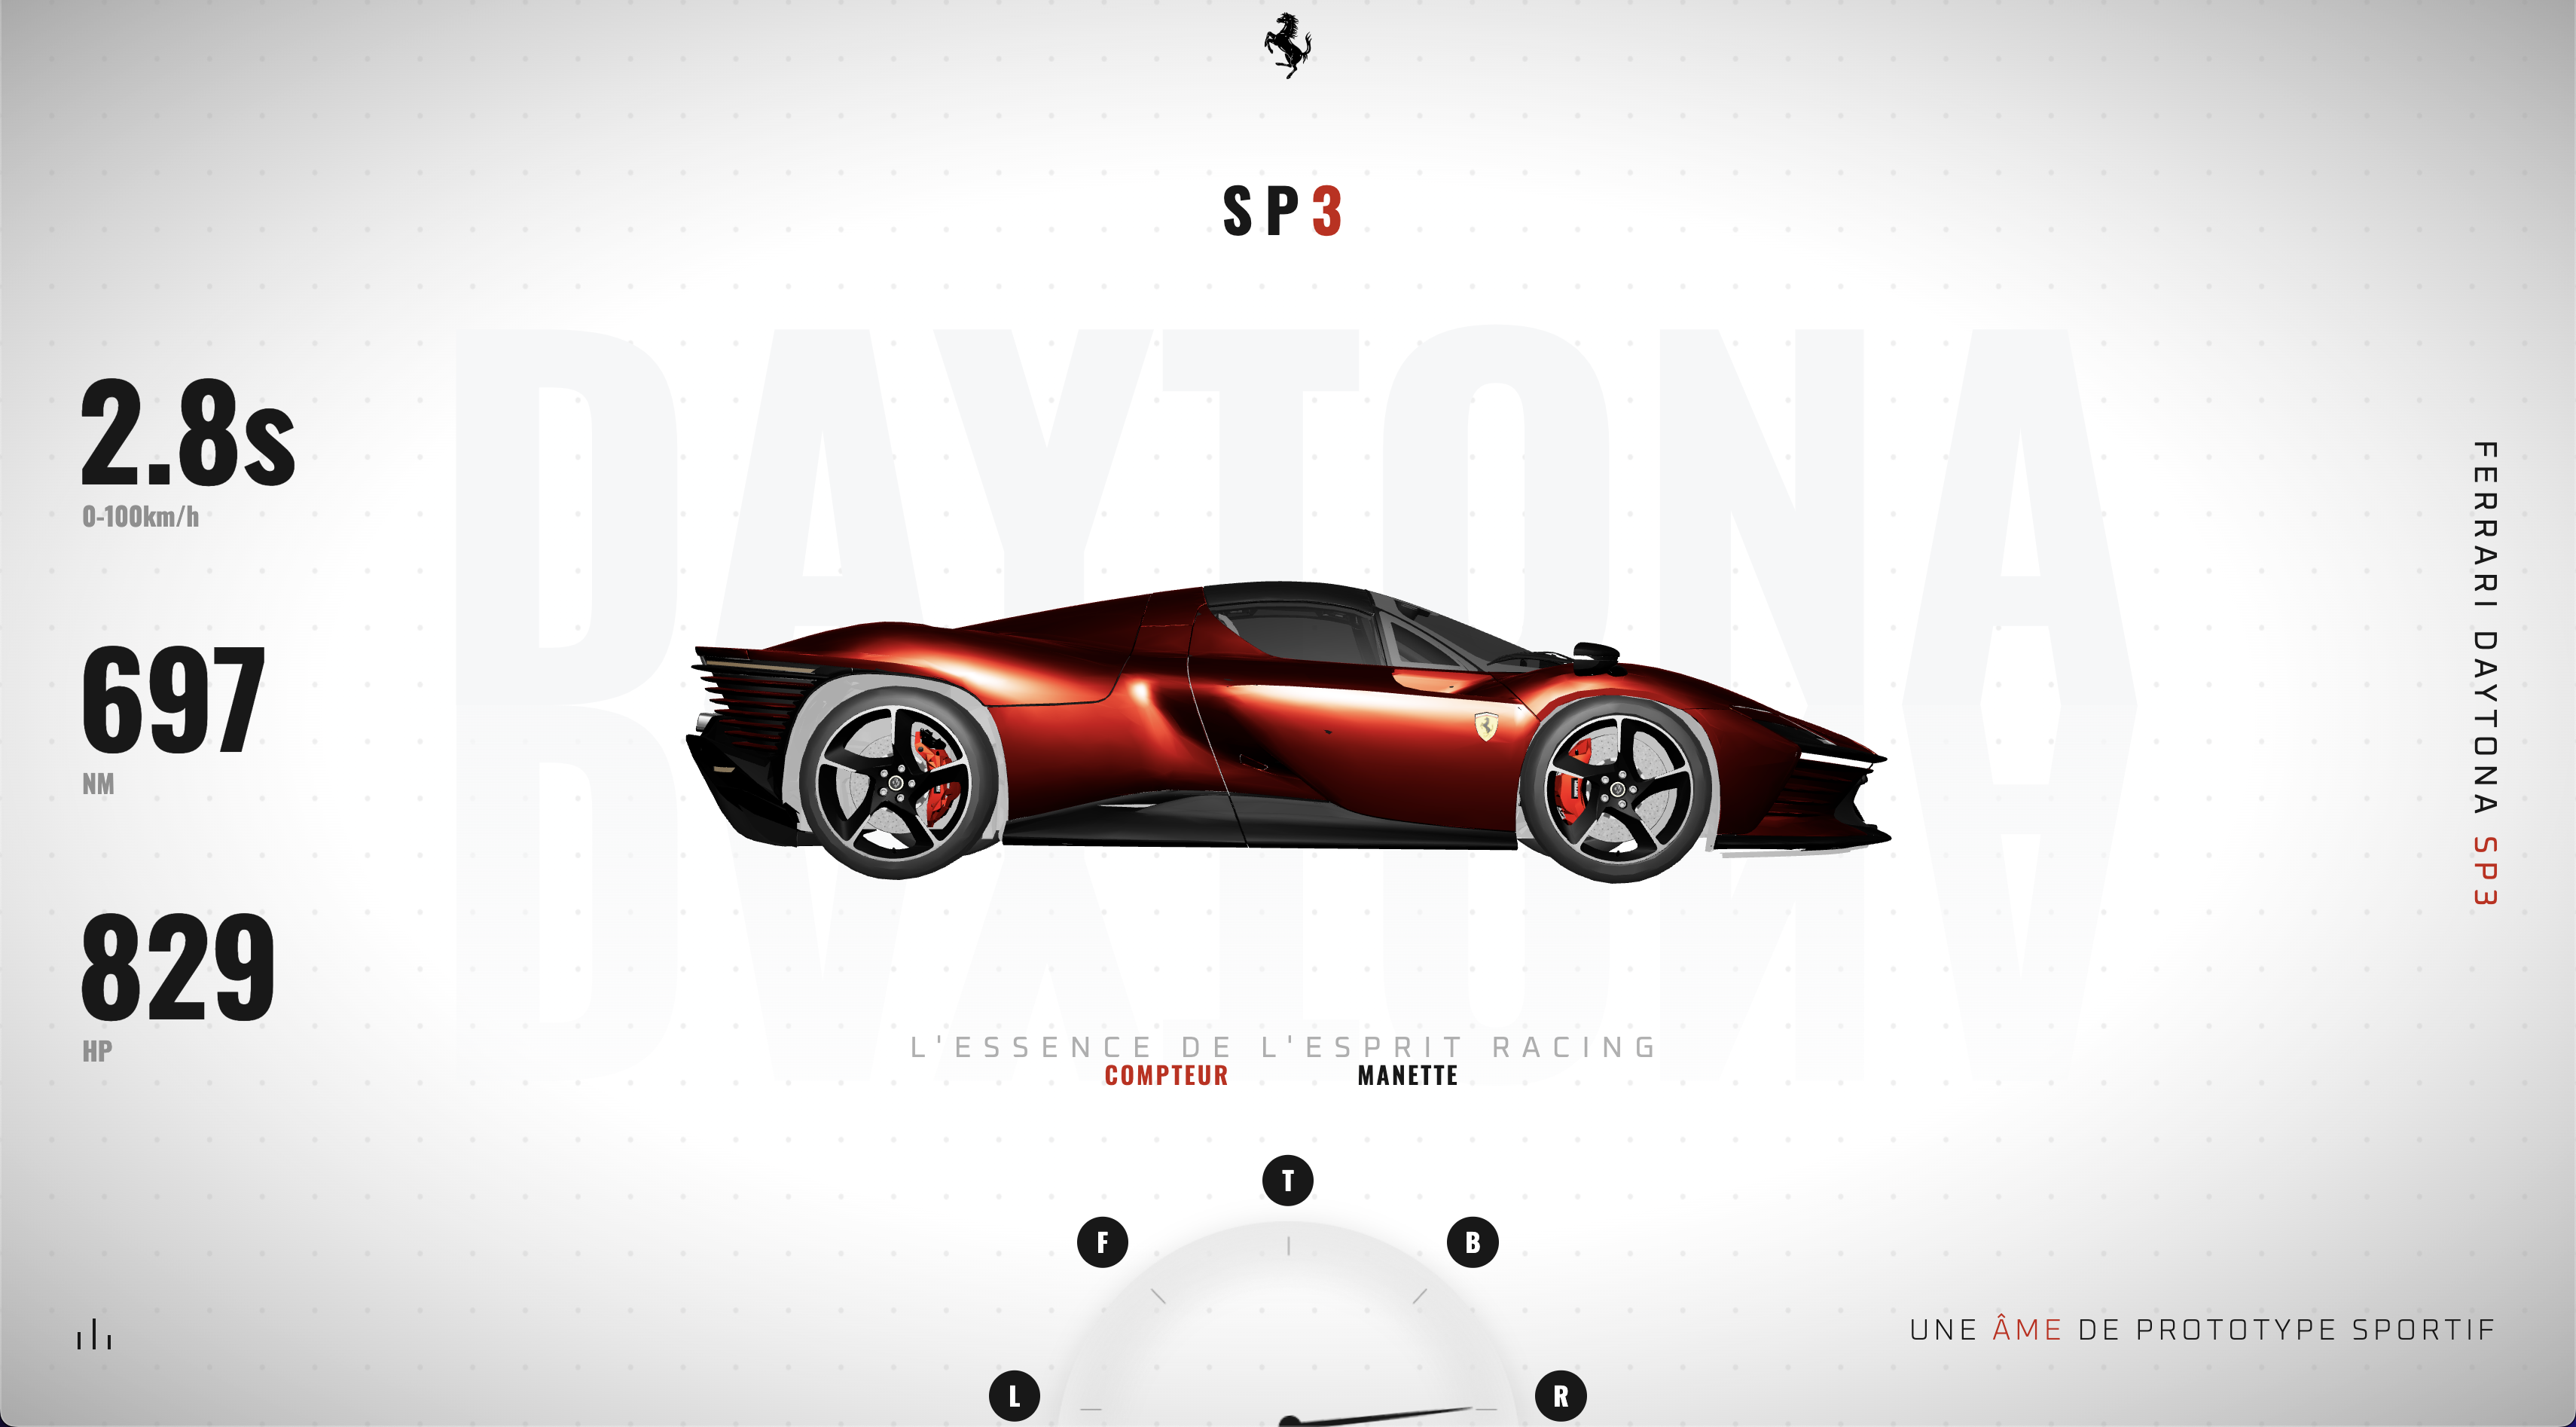 SP3
DAYTONA
2.8s
0-100km/h
697
NM
829
HP
FERRARI DAYTONA SP3
L'ESSENCE DE L'ESPRIT RACING
COMPTEUR
MANETTE
T
F
B
L
R
UNE ÂME DE PROTOTYPE SPORTIF